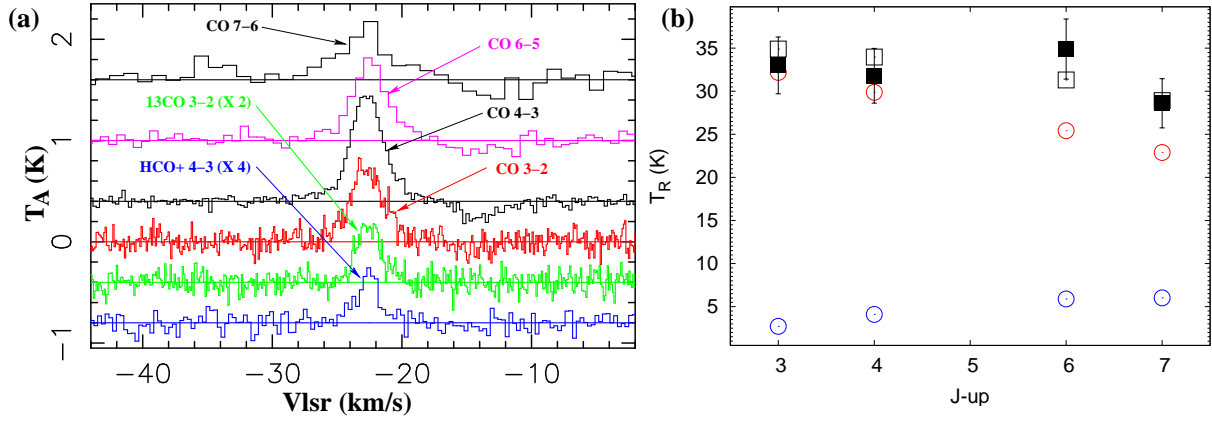 (a)
CO 7–6
CO 6–5
13CO 3–2 (X 2)
CO 4–3
HCO+ 4–3 (X 4)
CO 3–2
T_A (K)
2
1
0
−1
−40
−30
−20
−10
Vlsr (km/s)
(b)
T_R (K)
35
30
25
20
15
10
5
3
4
5
6
7
J-up